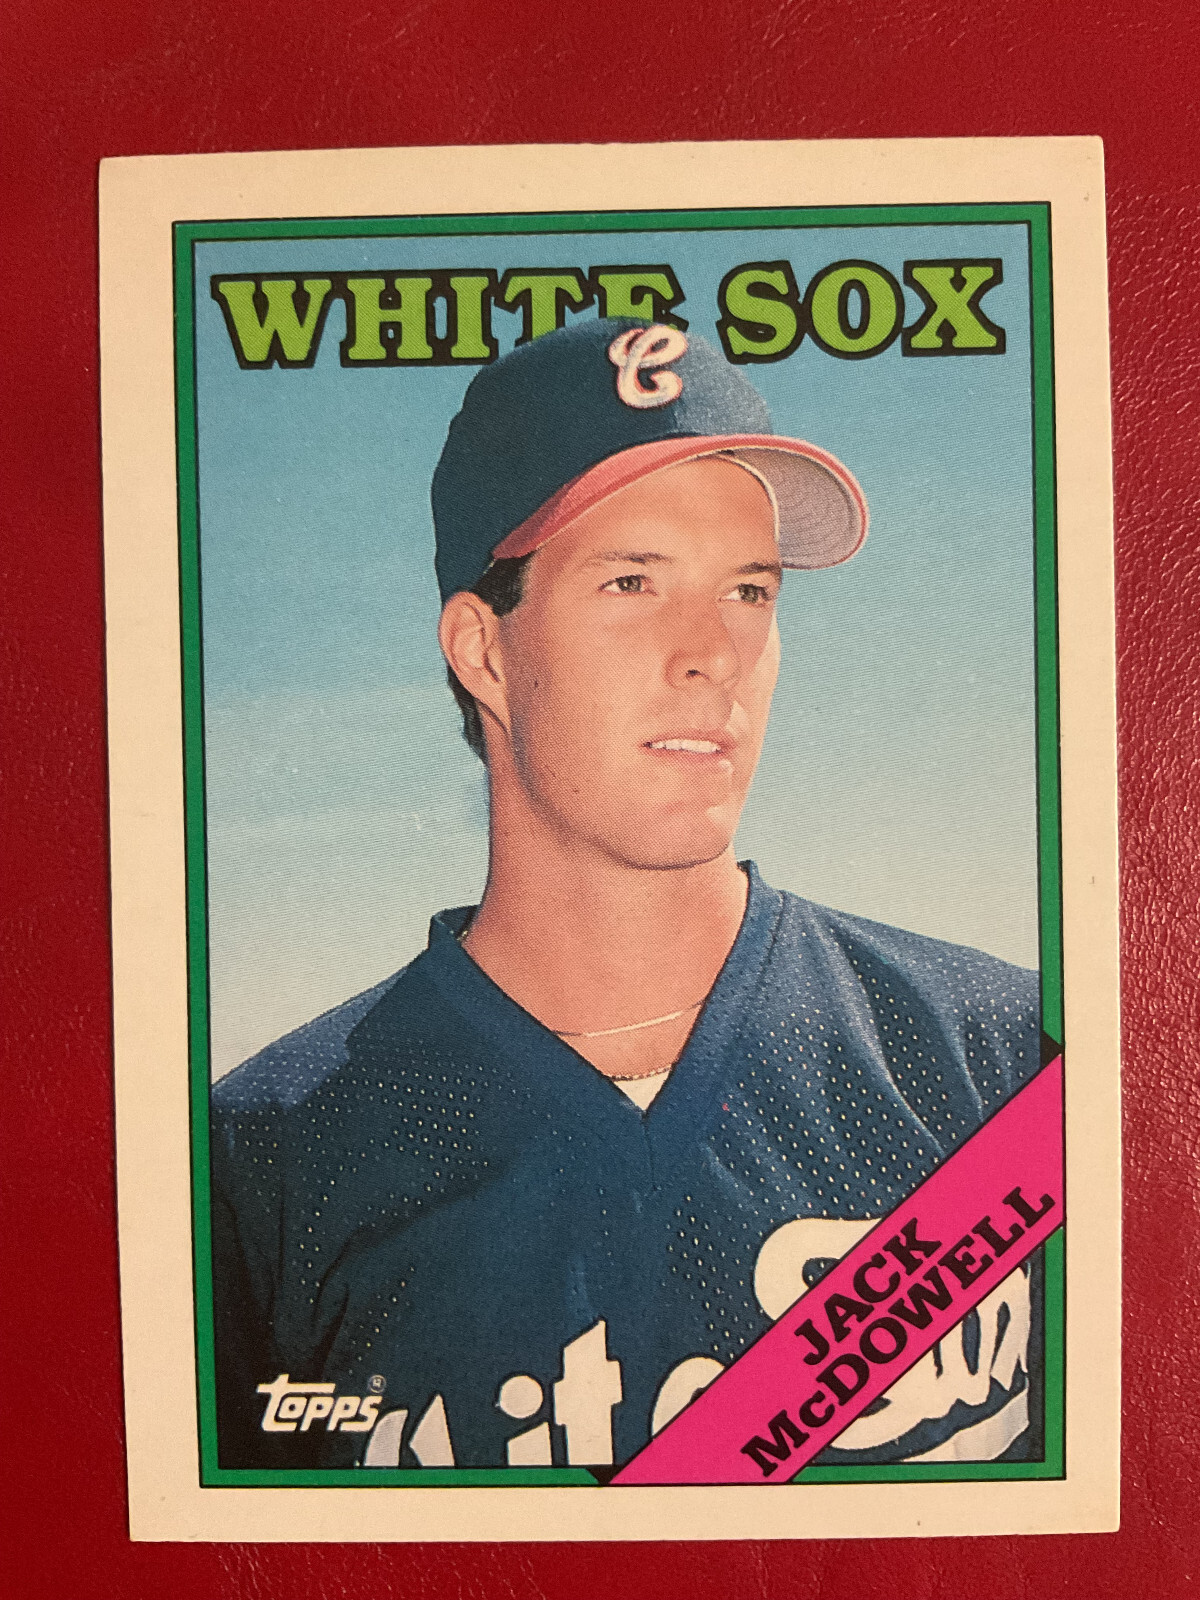 WHITE SOX
C
JACK
McDOWELL
topps®